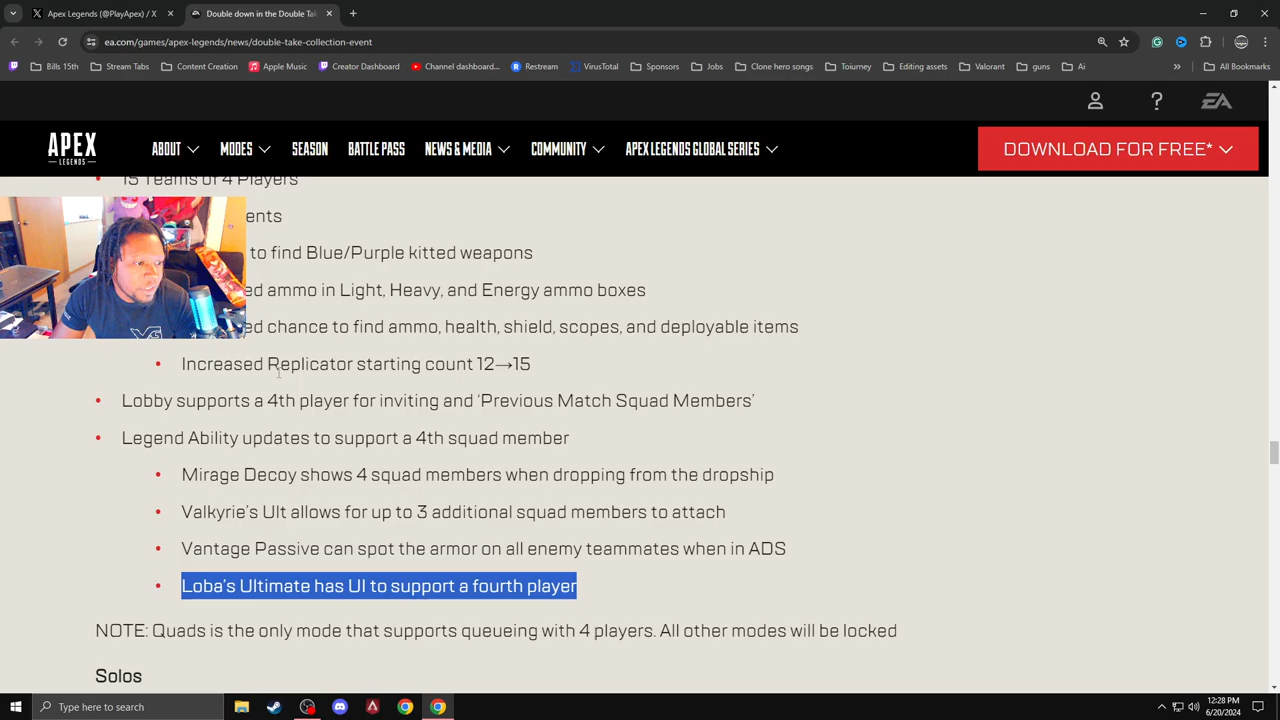 Apex Legends (@PlayApex) / X
Double down in the Double Tak
ea.com/games/apex-legends/news/double-take-collection-event
Bills 15th
Stream Tabs
Content Creation
Apple Music
Creator Dashboard
Channel dashboard...
Restream
VirusTotal
Sponsors
Jobs
Clone hero songs
Toiurney
Editing assets
Valorant
guns
Ai
»
All Bookmarks
EA
APEX
LEGENDS
ABOUT
MODES
SEASON
BATTLE PASS
NEWS & MEDIA
COMMUNITY
APEX LEGENDS GLOBAL SERIES
DOWNLOAD FOR FREE*
15 Teams of 4 Players
to find Blue/Purple kitted weapons
ammo in Light, Heavy, and Energy ammo boxes
chance to find ammo, health, shield, scopes, and deployable items
• Increased Replicator starting count 12→15
• Lobby supports a 4th player for inviting and ‘Previous Match Squad Members’
• Legend Ability updates to support a 4th squad member
• Mirage Decoy shows 4 squad members when dropping from the dropship
• Valkyrie’s Ult allows for up to 3 additional squad members to attach
• Vantage Passive can spot the armor on all enemy teammates when in ADS
• Loba’s Ultimate has UI to support a fourth player
NOTE: Quads is the only mode that supports queueing with 4 players. All other modes will be locked
Solos
Type here to search
12:28 PM
6/20/2024